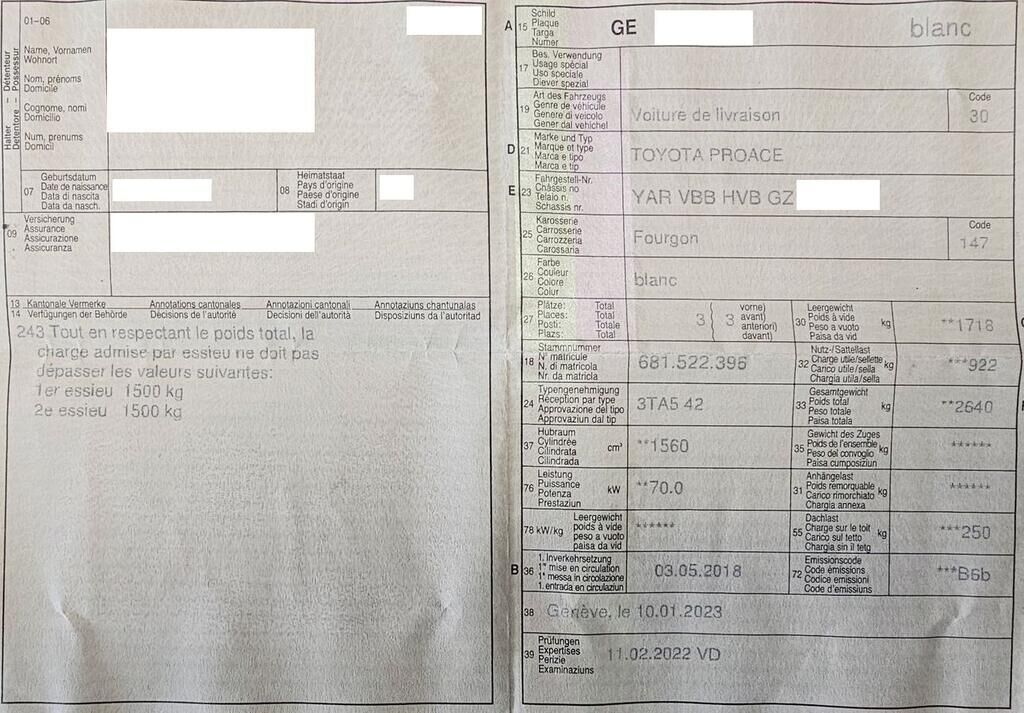 01-06
Halter – Détenteur
Detentore – Possessur
Name, Vornamen
Wohnort
Nom, prénoms
Domicile
Cognome, nomi
Domicilio
Num, prenums
Domicil
07
Geburtsdatum
Date de naissance
Data di nascita
Data da nasch.
08
Heimatstaat
Pays d'origine
Paese d'origine
Stadi d'origin
09
Versicherung
Assurance
Assicurazione
Assicuranza
13 Kantonale Vermerke Annotations cantonales Annotazioni cantonali Annotaziuns chantunalas
14 Verfügungen der Behörde Décisions de l'autorité Decisioni dell'autorità Disposiziuns da l'autoritad
243 Tout en respectant le poids total, la
charge admise par essieu ne doit pas
dépasser les valeurs suivantes:
1er essieu 1500 kg
2e essieu 1500 kg
A 15
Schild
Plaque
Targa
Numer
GE blanc
17
Bes. Verwendung
Usage spécial
Uso speciale
Diever spezial
19
Art des Fahrzeugs
Genre de véhicule
Genere di veicolo
Gener dal vehichel
Voiture de livraison
Code
30
D 21
Marke und Typ
Marque et type
Marca e tipo
Marca e tip
TOYOTA PROACE
E 23
Fahrgestell-Nr.
Châssis no
Telaio n.
Schassis nr.
YAR VBB HVB GZ
25
Karosserie
Carrosserie
Carrozzeria
Carossaria
Fourgon
Code
147
26
Farbe
Couleur
Colore
Colur
blanc
27
Plätze: Total
Places: Total
Posti: Totale
Plazs: Total
3 { 3
vorne)
avant)
anteriori)
davant)
30
Leergewicht
Poids à vide
Peso a vuoto
Paisa da vid
kg
**1718
18
Stammnummer
N° matricule
N. di matricola
Nr. da matricla
681.522.396
32
Nutz-/Sattellast
Charge utile/sellette
Carico utile/sella
Chargia utila/sella
kg
***922
24
Typengenehmigung
Réception par type
Approvazione del tipo
Approvaziun dal tip
3TA5 42
33
Gesamtgewicht
Poids total
Peso totale
Paisa totala
kg
**2640
37
Hubraum
Cylindrée
Cilindrata
Cilindrada
cm³
**1560
35
Gewicht des Zuges
Poids de l'ensemble
Peso del convoglio
Paisa cumposiziun
kg
******
76
Leistung
Puissance
Potenza
Prestaziun
kW
**70.0
31
Anhängelast
Poids remorquable
Carico rimorchiato
Chargia annexa
kg
******
78 kW/kg
Leergewicht
poids à vide
peso a vuoto
paisa da vid
******
55
Dachlast
Charge sur le toit
Carico sul tetto
Chargia sin il tetg
kg
***250
B 36
1. Inverkehrsetzung
1re mise en circulation
1a messa in circolazione
1. entrada en circulaziun
03.05.2018
72
Emissionscode
Code émissions
Codice emissioni
Code d'emissiuns
***B6b
38 Genève, le 10.01.2023
39
Prüfungen
Expertises
Perizie
Examinaziuns
11.02.2022 VD